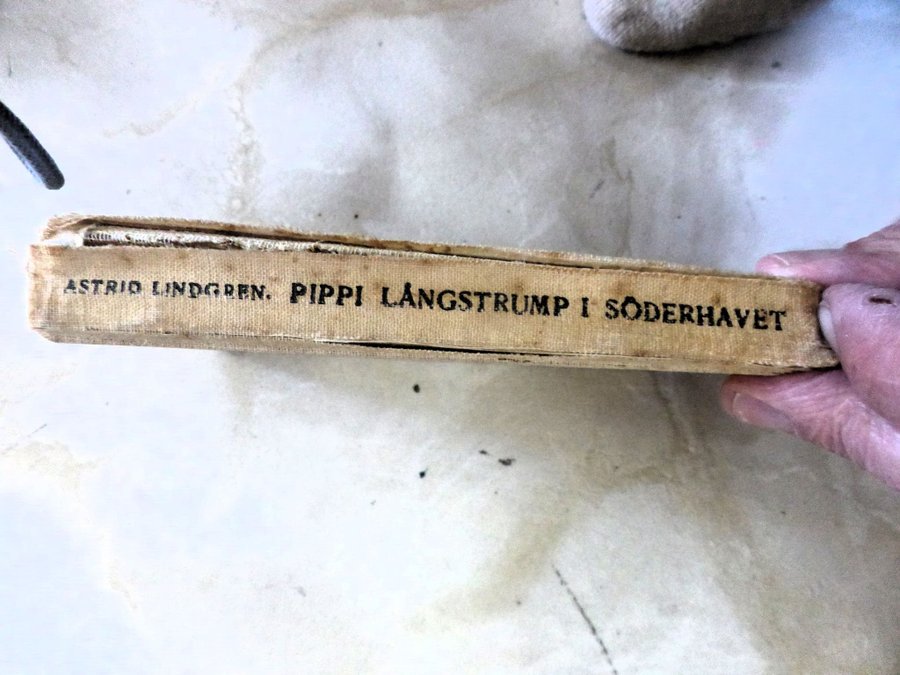 ASTRID LINDGREN. PIPPI LÅNGSTRUMP I SÖDERHAVET